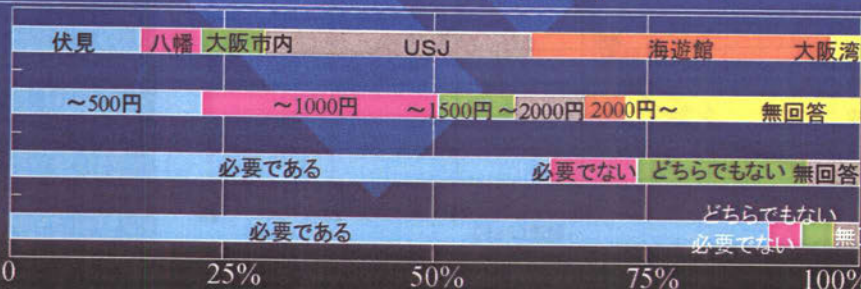 伏見 八幡 大阪市内 USJ 海遊館 大阪湾
～500円 ～1000円 ～1500円 ～2000円 2000円～ 無回答
必要である 必要でない どちらでもない 無回答
どちらでもない
必要である 必要でない 無
0 25% 50% 75% 100%